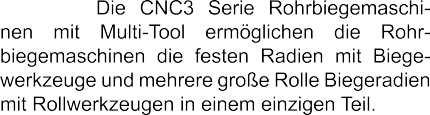 Die CNC3 Serie Rohrbiegemaschi-
nen mit Multi-Tool ermöglichen die Rohr-
biegemaschinen die festen Radien mit Biege-
werkzeuge und mehrere große Rolle Biegeradien
mit Rollwerkzeugen in einem einzigen Teil.